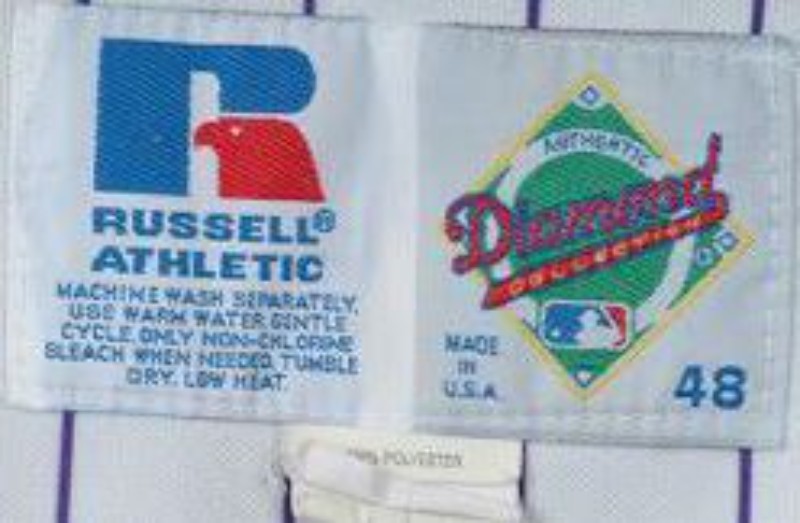 RUSSELL®
ATHLETIC
MACHINE WASH SEPARATELY,
USE WARM WATER, GENTLE
CYCLE. ONLY NON-CHLORINE
BLEACH WHEN NEEDED. TUMBLE
DRY, LOW HEAT
AUTHENTIC
Diamond
COLLECTION
MADE
IN
U.S.A.
48
POLYESTER